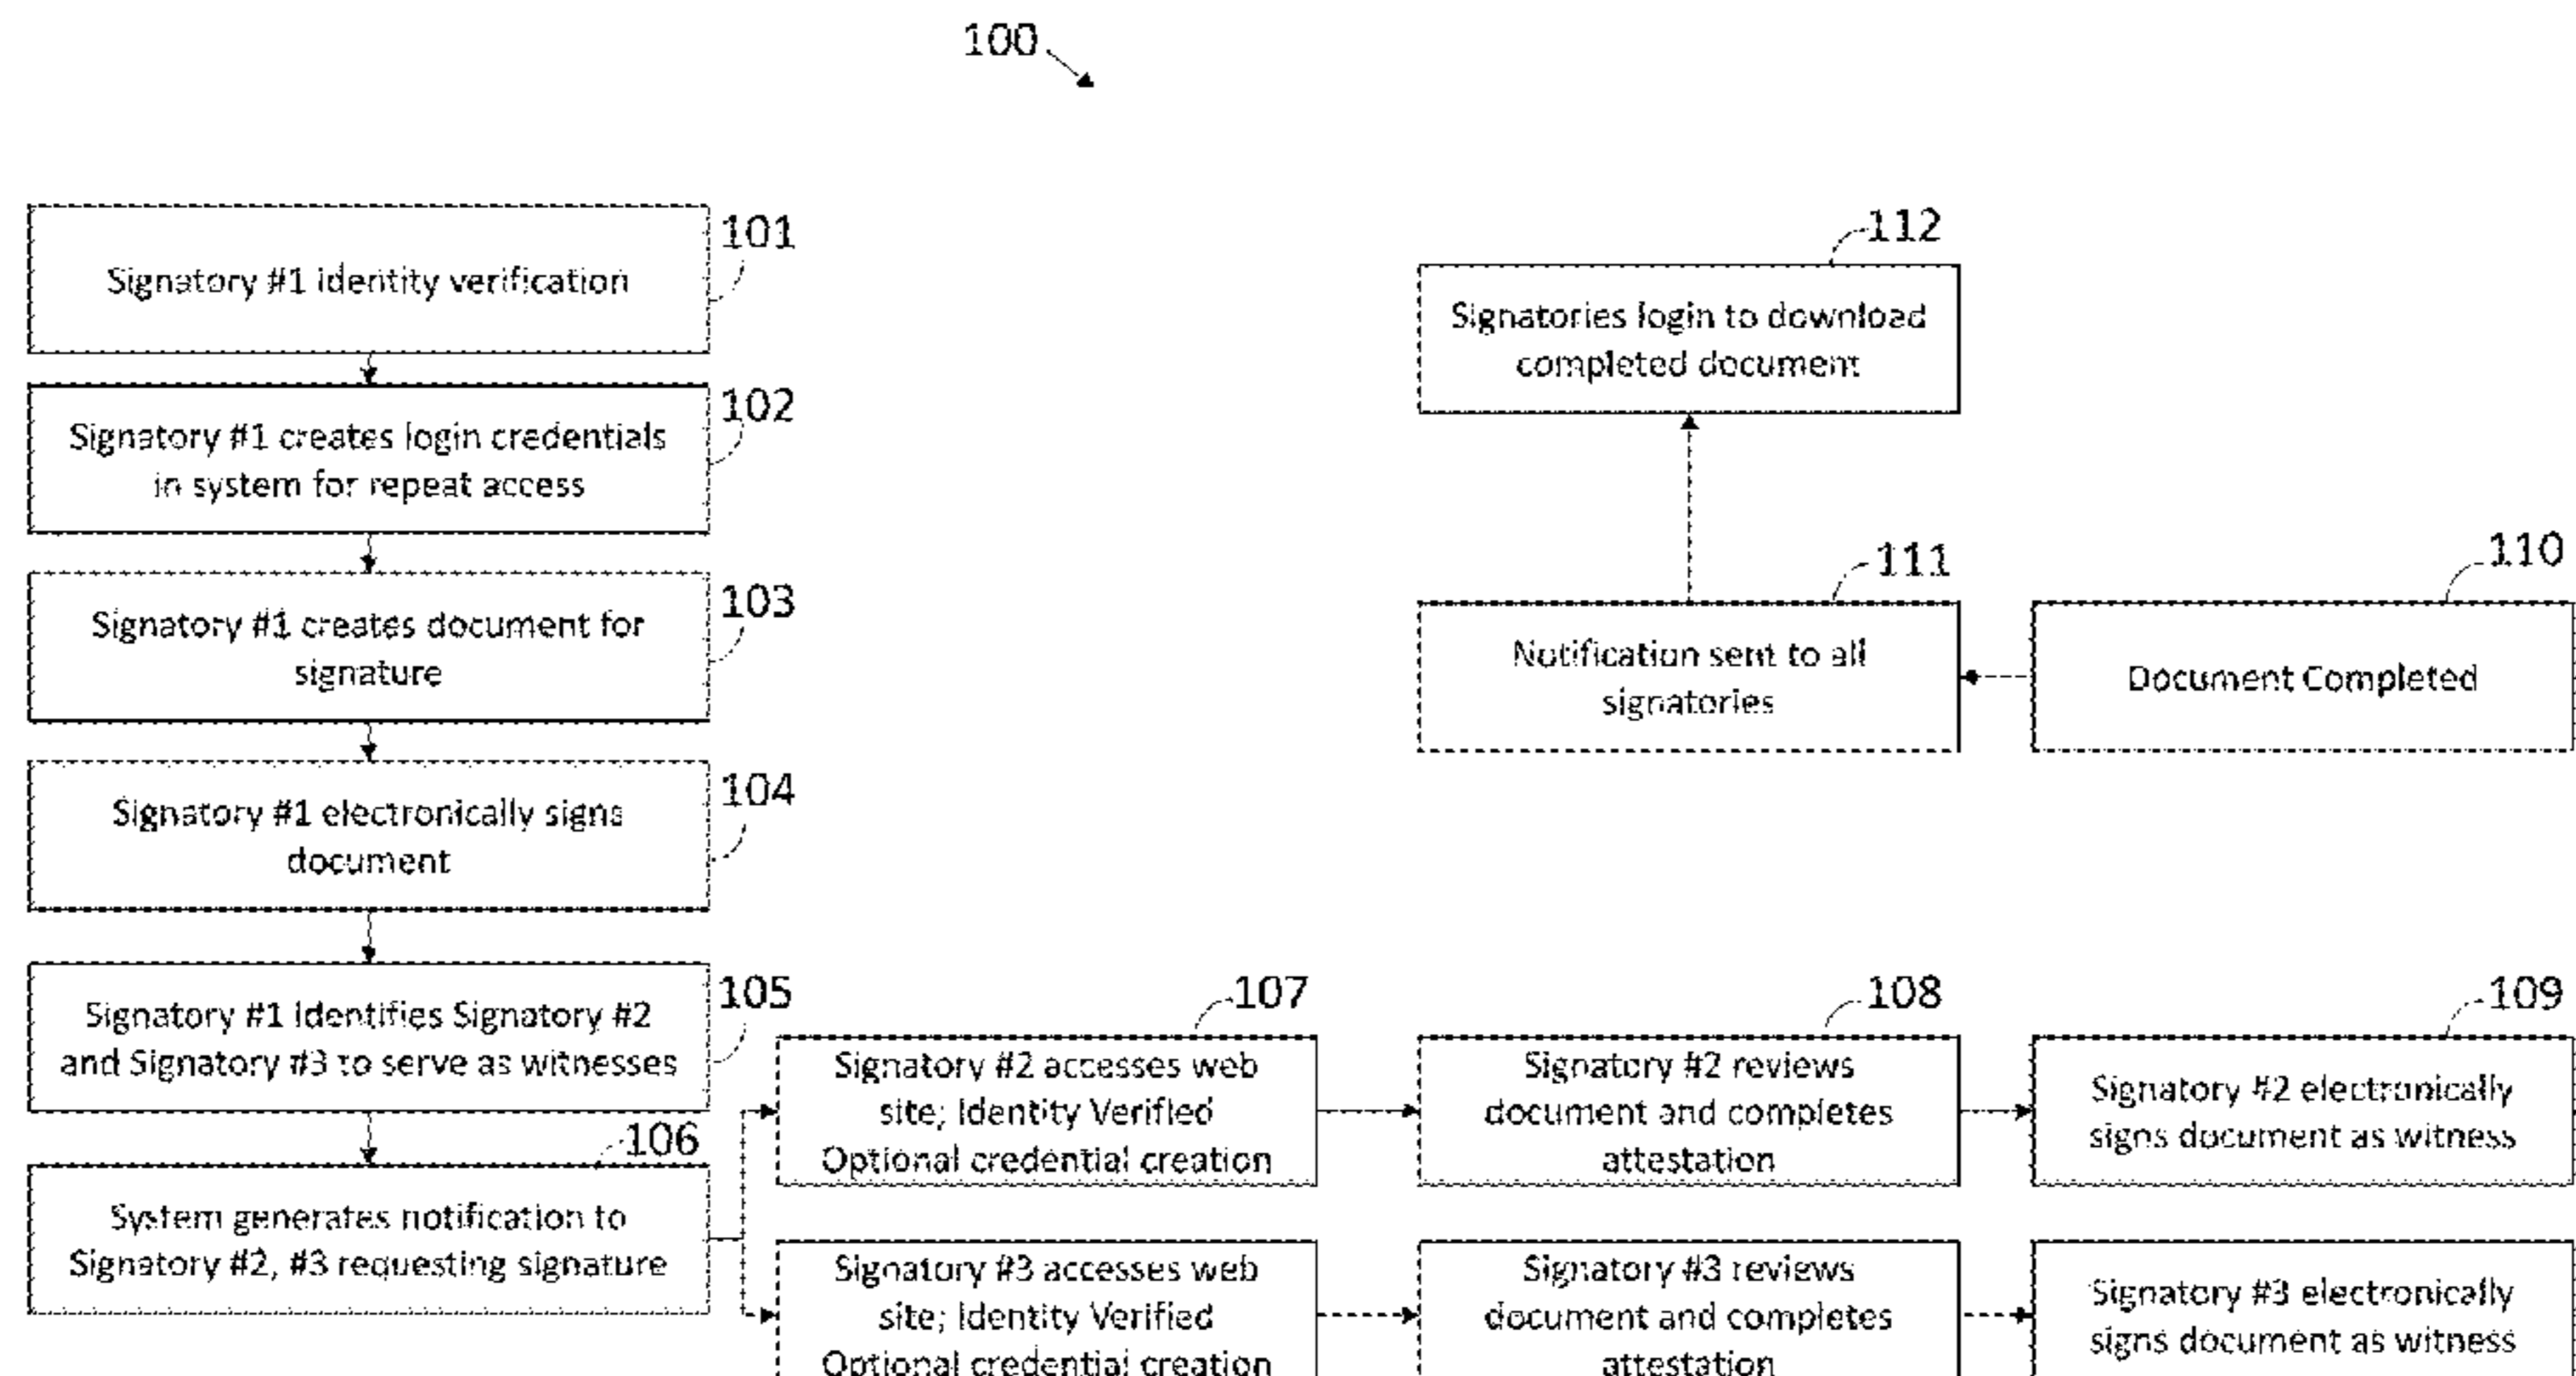 100
101
Signatory #1 identity verification
102
Signatory #1 creates login credentials
in system for repeat access
103
Signatory #1 creates document for
signature
104
Signatory #1 electronically signs
document
105
Signatory #1 Identifies Signatory #2
and Signatory #3 to serve as witnesses
106
System generates notification to
Signatory #2, #3 requesting signature
107
Signatory #2 accesses web
site; Identity Verified
Optional credential creation
Signatory #3 accesses web
site; Identity Verified
Optional credential creation
108
Signatory #2 reviews
document and completes
attestation
Signatory #3 reviews
document and completes
attestation
109
Signatory #2 electronically
signs document as witness
Signatory #3 electronically
signs document as witness
110
Document Completed
111
Notification sent to all
signatories
112
Signatories login to download
completed document